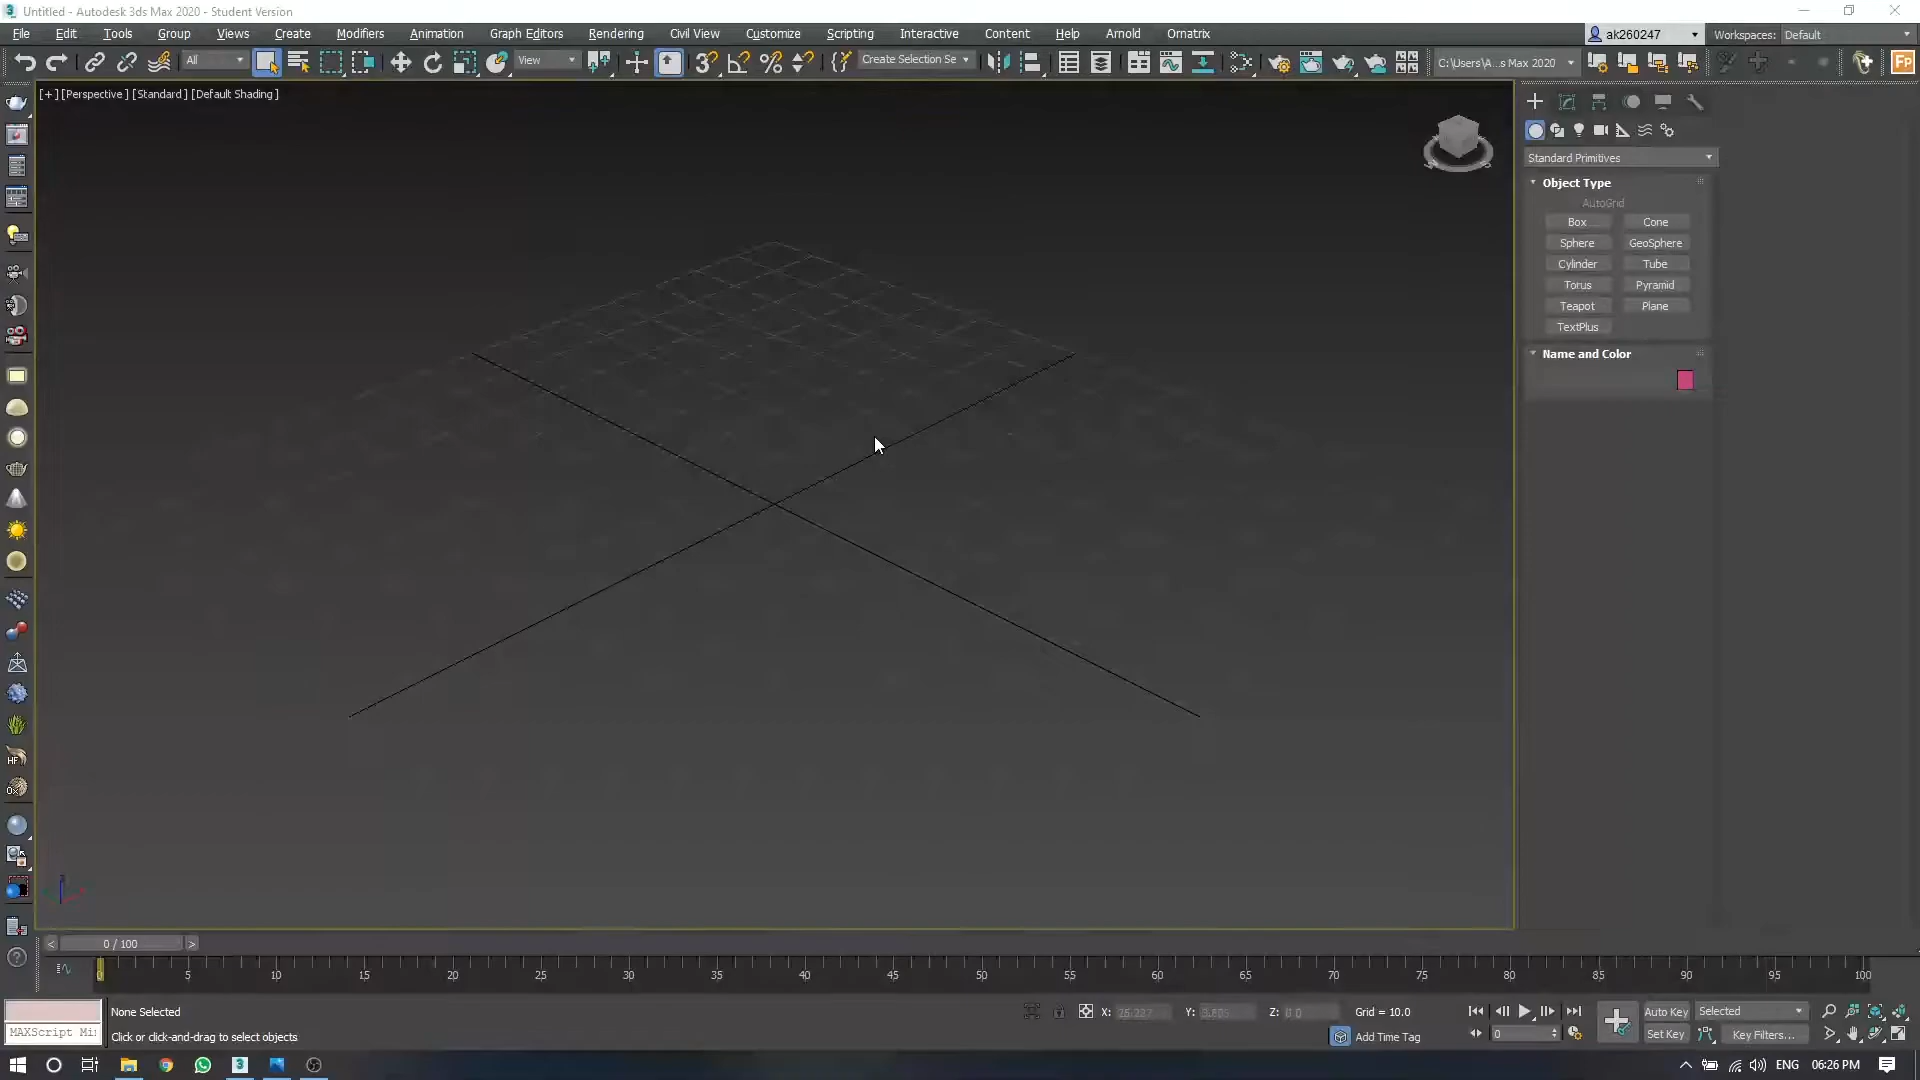 Untitled - Autodesk 3ds Max 2020 - Student Version
File Edit Tools Group Views Create Modifiers Animation Graph Editors Rendering Civil View Customize Scripting Interactive Content Help Arnold Ornatrix
ak260247
Workspaces: Default
All
View
Create Selection Se
C:\Users\A...s Max 2020
[+] [Perspective ] [Standard ] [Default Shading ]
Standard Primitives
Object Type
AutoGrid
Box Cone
Sphere GeoSphere
Cylinder Tube
Torus Pyramid
Teapot Plane
TextPlus
Name and Color
HF
0 / 100
0 5 10 15 20 25 30 35 40 45 50 55 60 65 70 75 80 85 90 95 100
None Selected
X: Y: Z: Grid = 10.0
Auto Key Selected
MAXScript Mi
Click or click-and-drag to select objects
Add Time Tag
0
Set Key Key Filters...
ENG 06:26 PM